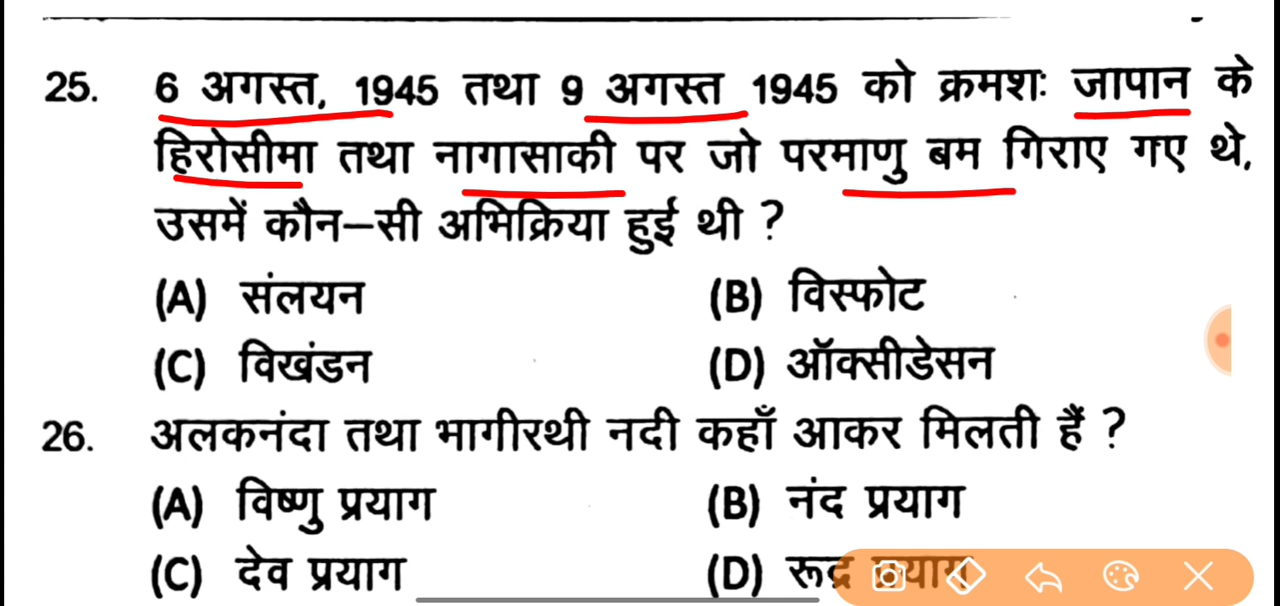 25. 6 अगस्त, 1945 तथा 9 अगस्त 1945 को क्रमशः जापान के
हिरोसीमा तथा नागासाकी पर जो परमाणु बम गिराए गए थे,
उसमें कौन–सी अभिक्रिया हुई थी ?
(A) संलयन (B) विस्फोट
(C) विखंडन (D) ऑक्सीडेसन
26. अलकनंदा तथा भागीरथी नदी कहाँ आकर मिलती हैं ?
(A) विष्णु प्रयाग (B) नंद प्रयाग
(C) देव प्रयाग (D) रूद्र प्रयाग